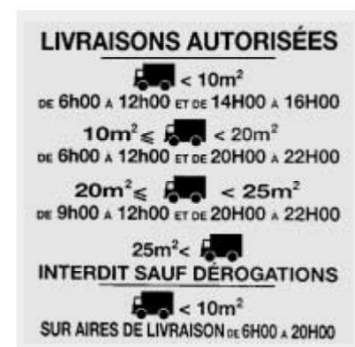 LIVRAISONS AUTORISÉES
< 10m²
DE 6h00 A 12h00 ET DE 14H00 A 16H00
10m²⩽ < 20m²
DE 6h00 A 12h00 ET DE 20H00 A 22H00
20m²⩽ < 25m²
DE 9h00 A 12h00 ET DE 20H00 A 22H00
25m²<
INTERDIT SAUF DÉROGATIONS
< 10m²
SUR AIRES DE LIVRAISON DE 6H00 A 20H00